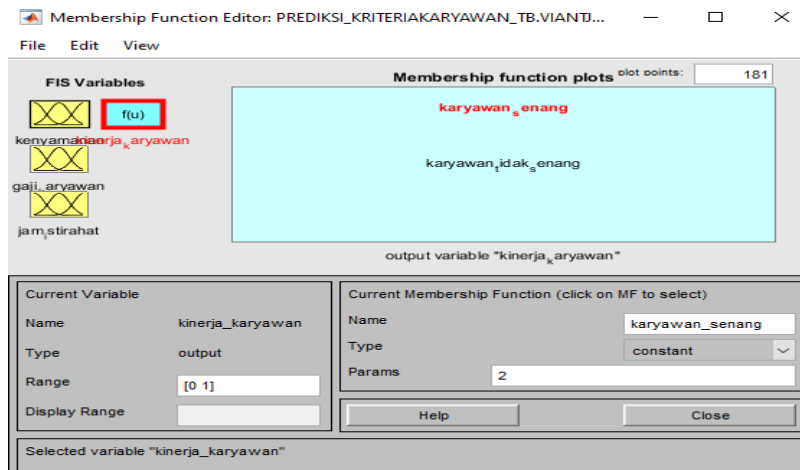 Membership Function Editor: PREDIKSI_KRITERIAKARYAWAN_TB.VIANTJ...
File Edit View
FIS Variables
Membership function plots plot points: 181
f(u)
karyawan_senang
kinerja_karyawan
karyawan_tidak_senang
gaji_karyawan
jam_istirahat
output variable "kinerja_karyawan"
Current Variable
Name kinerja_karyawan
Type output
Range [0 1]
Display Range
Current Membership Function (click on MF to select)
Name karyawan_senang
Type constant
Params 2
Help Close
Selected variable "kinerja_karyawan"